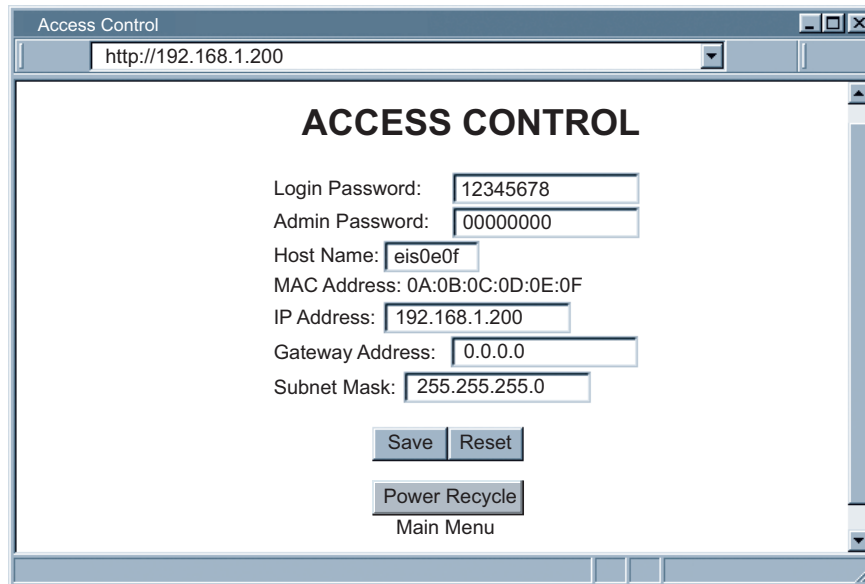 Access Control
http://192.168.1.200
ACCESS CONTROL
Login Password: 12345678
Admin Password: 00000000
Host Name: eis0e0f
MAC Address: 0A:0B:0C:0D:0E:0F
IP Address: 192.168.1.200
Gateway Address: 0.0.0.0
Subnet Mask: 255.255.255.0
Save Reset
Power Recycle
Main Menu